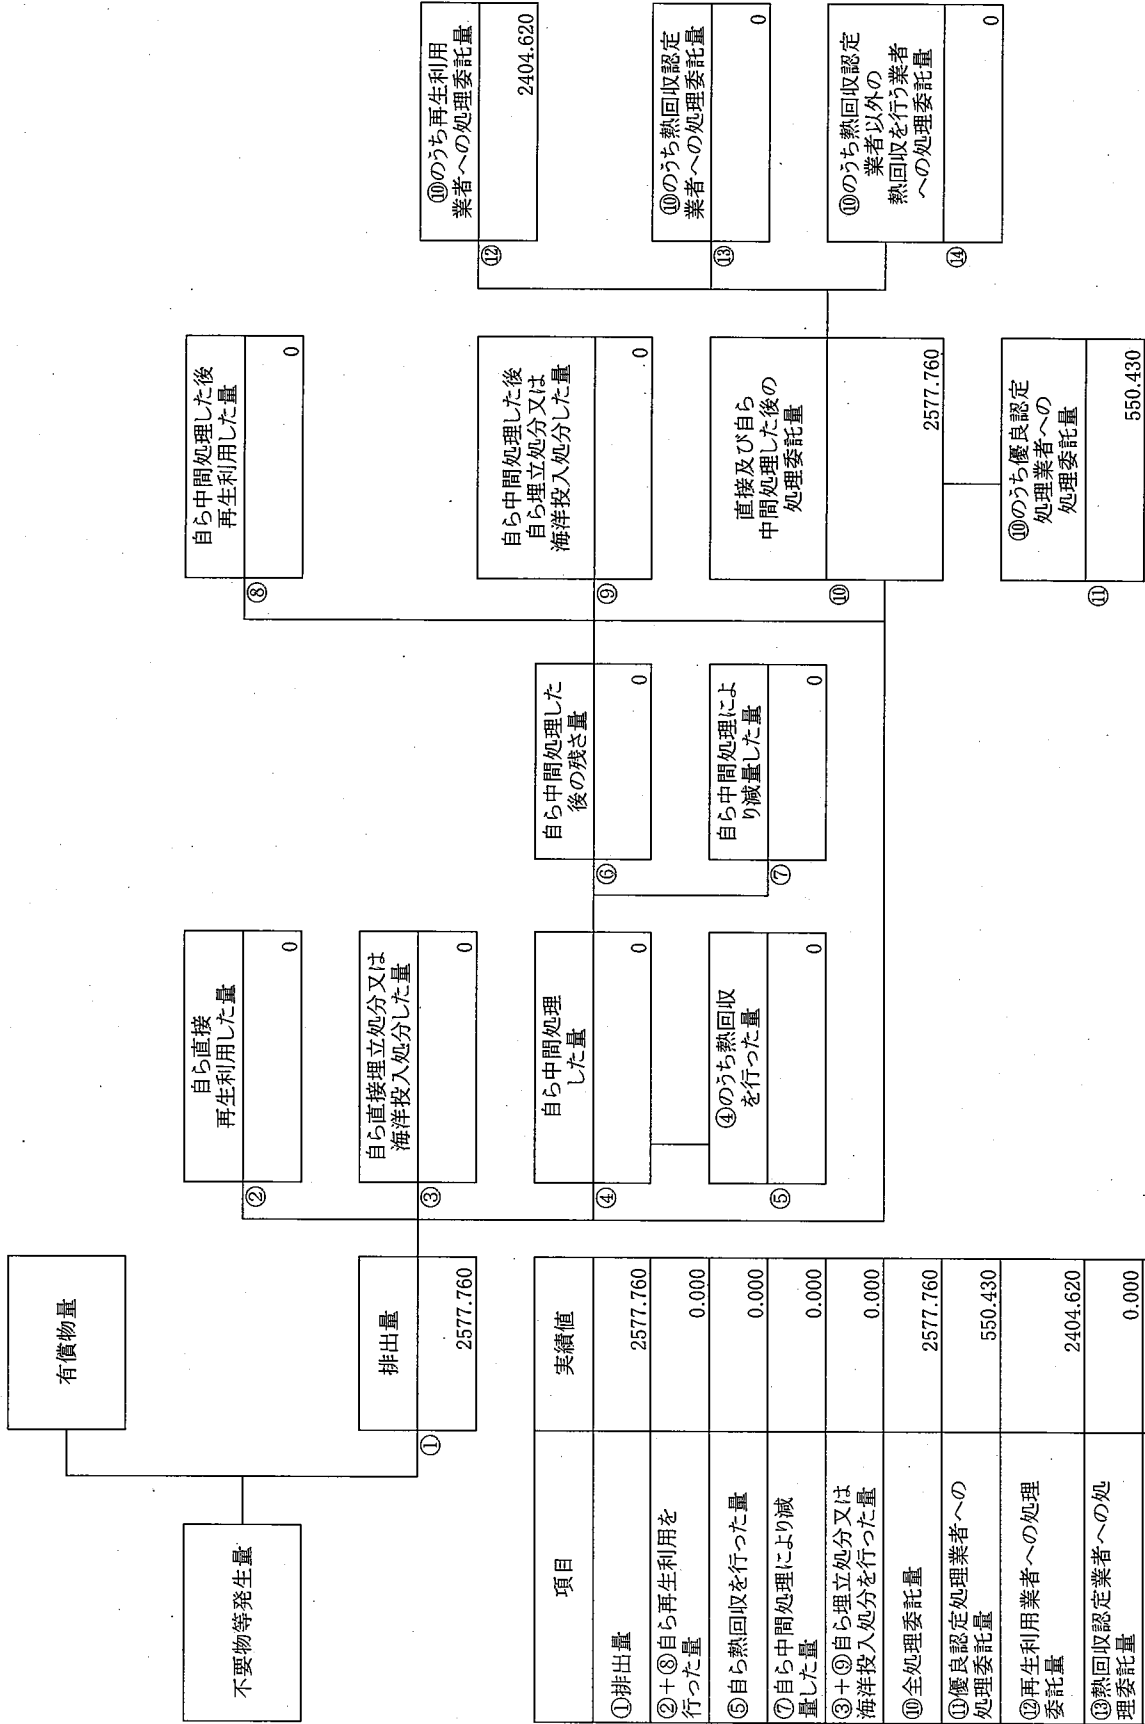 有償物量
不要物等発生量
排出量
①
2577.760
自ら直接
再生利用した量
②
0
自ら直接埋立処分又は
海洋投入処分した量
③
0
自ら中間処理
した量
④
0
④のうち熱回収
を行った量
⑤
0
自ら中間処理した
後の残さ量
⑥
0
自ら中間処理によ
り減量した量
⑦
0
自ら中間処理した後
再生利用した量
⑧
0
自ら中間処理した後
自ら埋立処分又は
海洋投入処分した量
⑨
0
直接及び自ら
中間処理した後の
処理委託量
⑩
2577.760
⑩のうち優良認定
処理業者への
処理委託量
⑪
550.430
⑩のうち再生利用
業者への処理委託量
⑫
2404.620
⑩のうち熱回収認定
業者への処理委託量
⑬
0
⑩のうち熱回収認定
業者以外の
熱回収を行う業者
への処理委託量
⑭
0
項目 実績値
①排出量 2577.760
②+⑧自ら再生利用を
行った量 0.000
⑤自ら熱回収を行った量 0.000
⑦自ら中間処理により減
量した量 0.000
③+⑨自ら埋立処分又は
海洋投入処分を行った量 0.000
⑩全処理委託量 2577.760
⑪優良認定処理業者への
処理委託量 550.430
⑫再生利用業者への処理
委託量 2404.620
⑬熱回収認定業者への処
理委託量 0.000